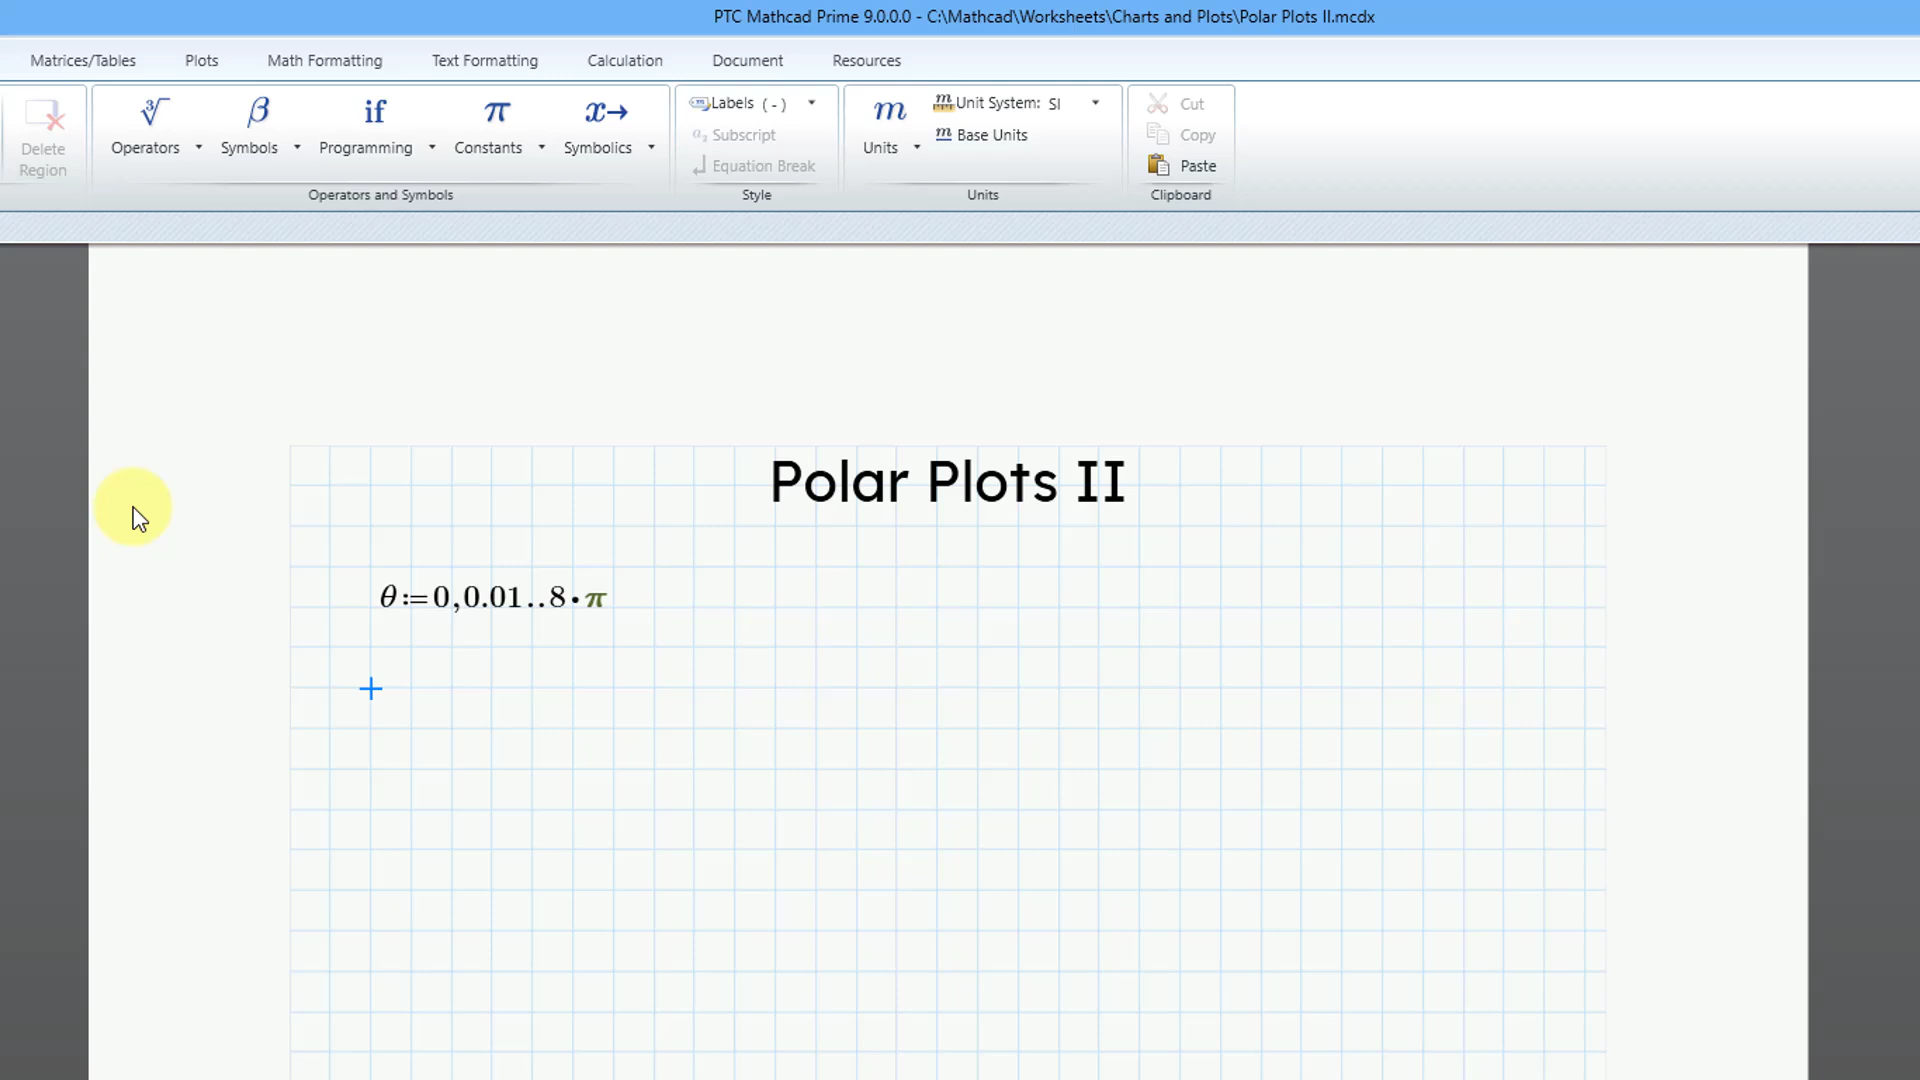 PTC Mathcad Prime 9.0.0.0 - C:\Mathcad\Worksheets\Charts and Plots\Polar Plots II.mcdx
Matrices/Tables Plots Math Formatting Text Formatting Calculation Document Resources
∛ β if π x→ Labels (-) m Unit System: SI Cut
Delete Region Operators Symbols Programming Constants Symbolics Subscript Units Base Units Copy
Equation Break Paste
Operators and Symbols Style Units Clipboard
Polar Plots II
θ:=0,0.01..8·π